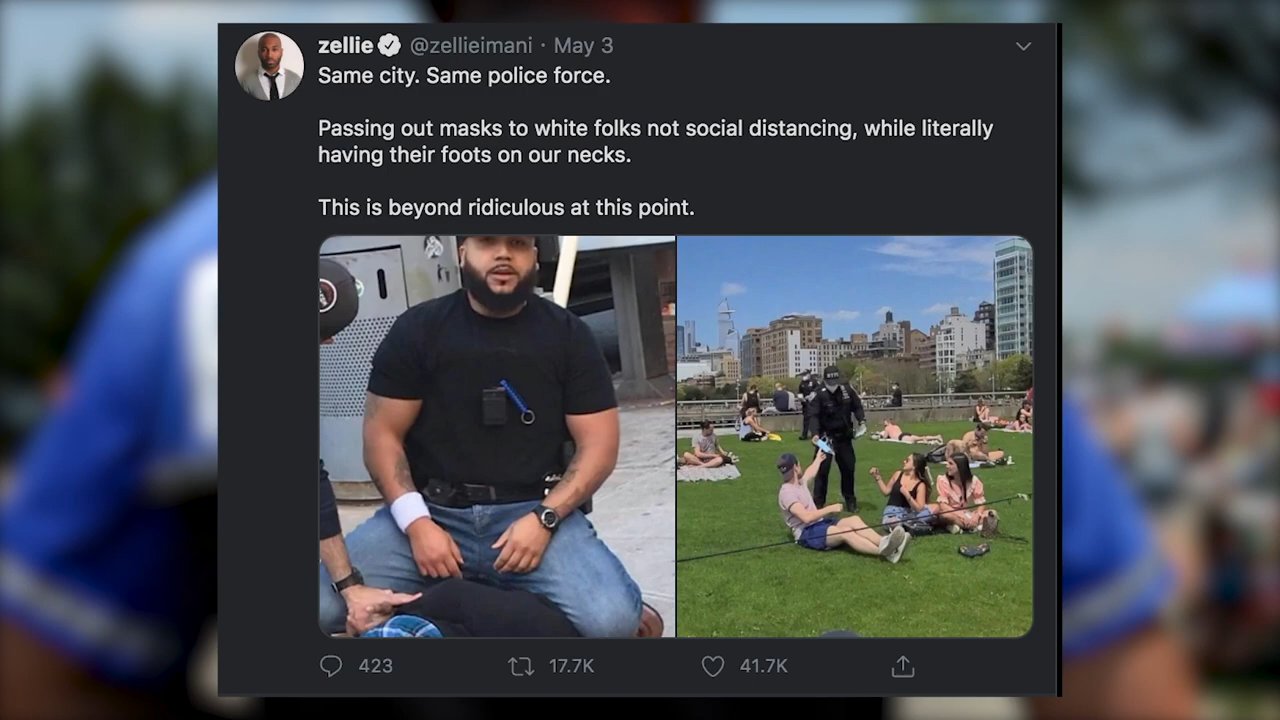 zellie @zellieimani · May 3
Same city. Same police force.
Passing out masks to white folks not social distancing, while literally
having their foots on our necks.
This is beyond ridiculous at this point.
423 17.7K 41.7K